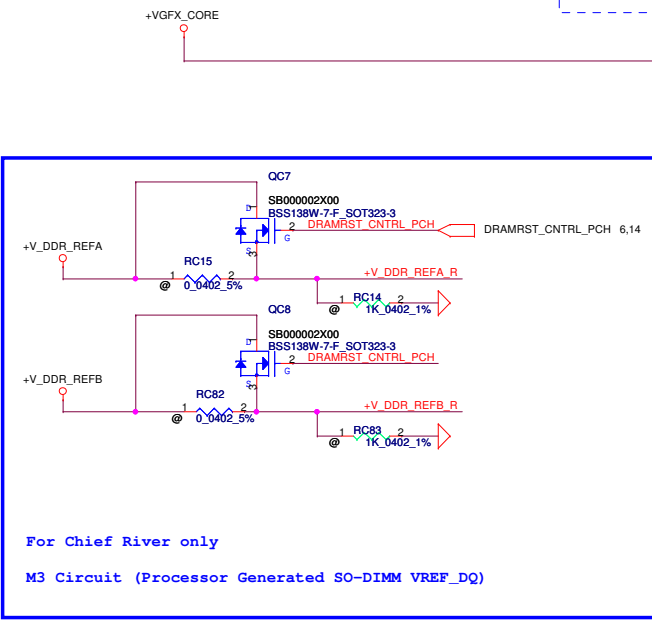 +VGFX_CORE
QC7
SB000002X00
BSS138W-7-F_SOT323-3
D
1
2
G
DRAMRST_CNTRL_PCH
DRAMRST_CNTRL_PCH 6,14
S
3
+V_DDR_REFA
RC15
1
2
@
0_0402_5%
+V_DDR_REFA_R
RC14
1
2
@
1K_0402_1%
QC8
SB000002X00
BSS138W-7-F_SOT323-3
D
1
2
G
DRAMRST_CNTRL_PCH
S
3
+V_DDR_REFB
RC82
1
2
@
0_0402_5%
+V_DDR_REFB_R
RC83
1
2
@
1K_0402_1%
For Chief River only
M3 Circuit (Processor Generated SO-DIMM VREF_DQ)